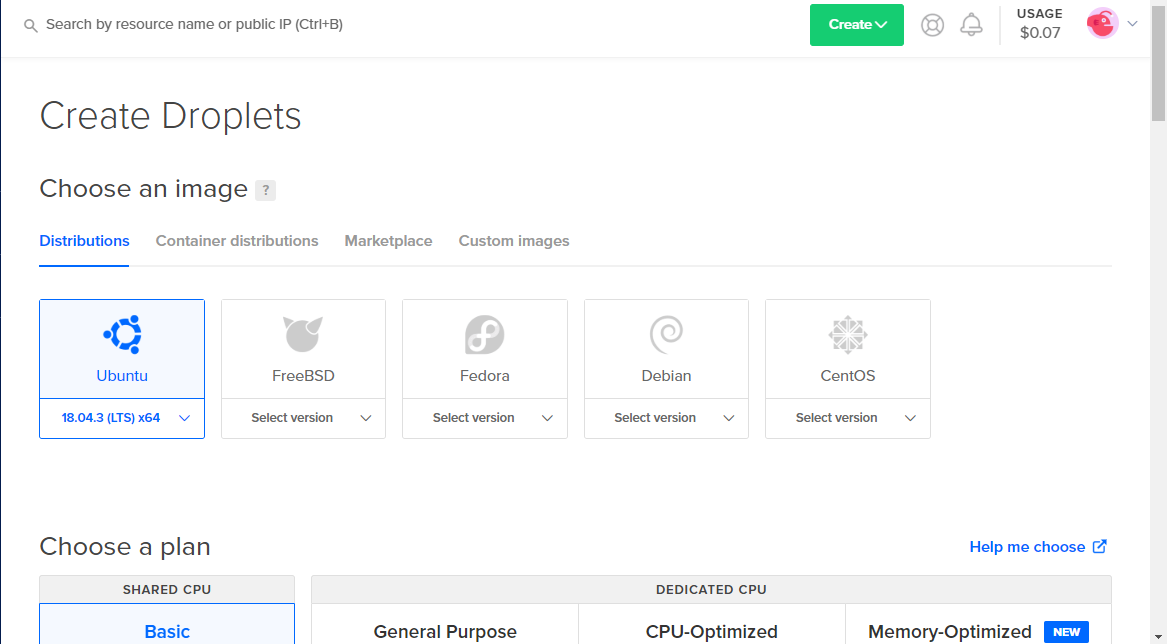 Search by resource name or public IP (Ctrl+B)
Create
USAGE
$0.07
Create Droplets
Choose an image ?
Distributions Container distributions Marketplace Custom images
Ubuntu FreeBSD Fedora Debian CentOS
18.04.3 (LTS) x64 Select version Select version Select version Select version
Choose a plan Help me choose
SHARED CPU DEDICATED CPU
Basic General Purpose CPU-Optimized Memory-Optimized NEW